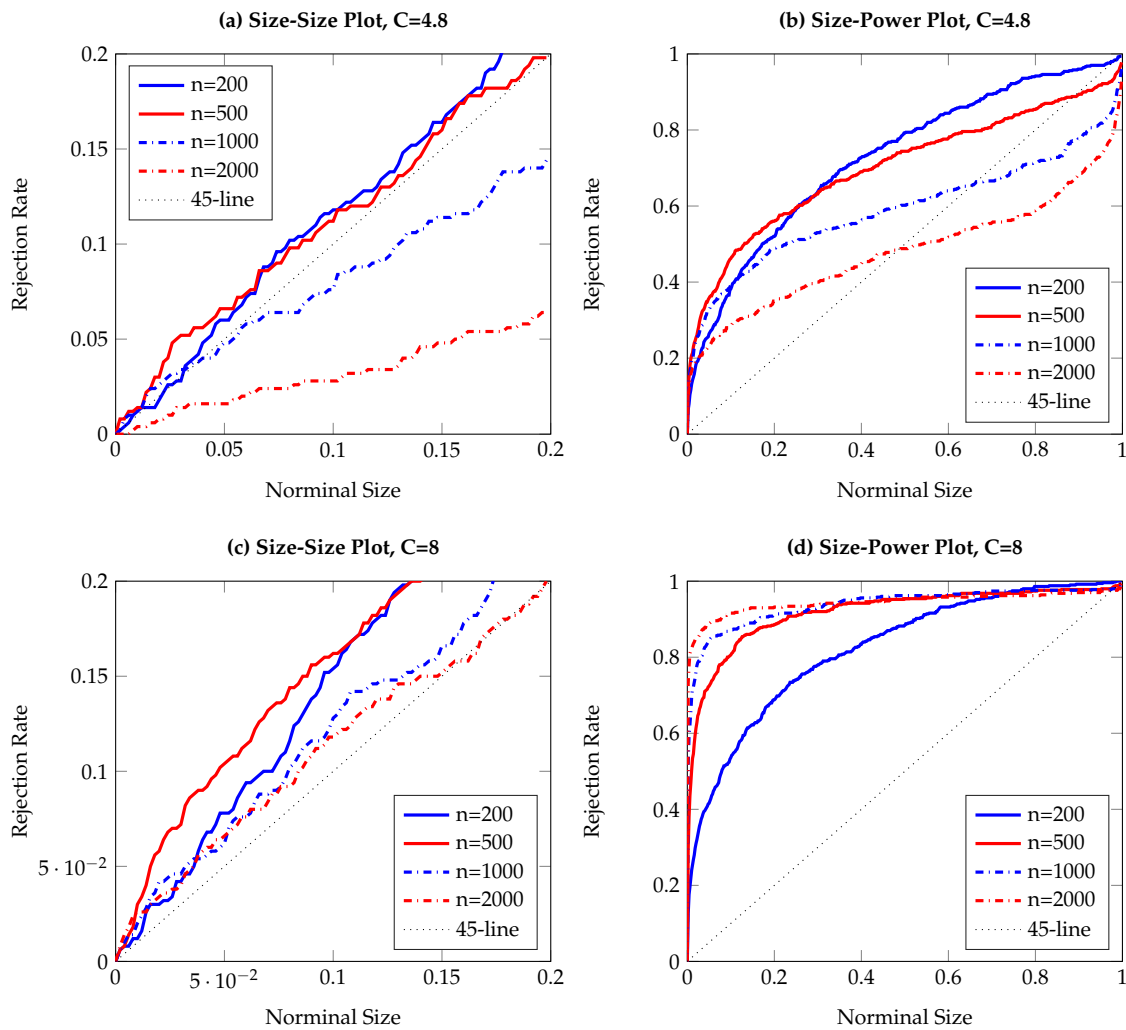 (a) Size-Size Plot, C=4.8
0.2
0.15
0.1
0.05
0
0
0.05
0.1
0.15
0.2
Rejection Rate
Norminal Size
n=200
n=500
n=1000
n=2000
45-line
(b) Size-Power Plot, C=4.8
1
0.8
0.6
0.4
0.2
0
0
0.2
0.4
0.6
0.8
1
Rejection Rate
Norminal Size
n=200
n=500
n=1000
n=2000
45-line
(c) Size-Size Plot, C=8
0.2
0.15
0.1
5 · 10⁻²
0
0
5 · 10⁻²
0.1
0.15
0.2
Rejection Rate
Norminal Size
n=200
n=500
n=1000
n=2000
45-line
(d) Size-Power Plot, C=8
1
0.8
0.6
0.4
0.2
0
0
0.2
0.4
0.6
0.8
1
Rejection Rate
Norminal Size
n=200
n=500
n=1000
n=2000
45-line